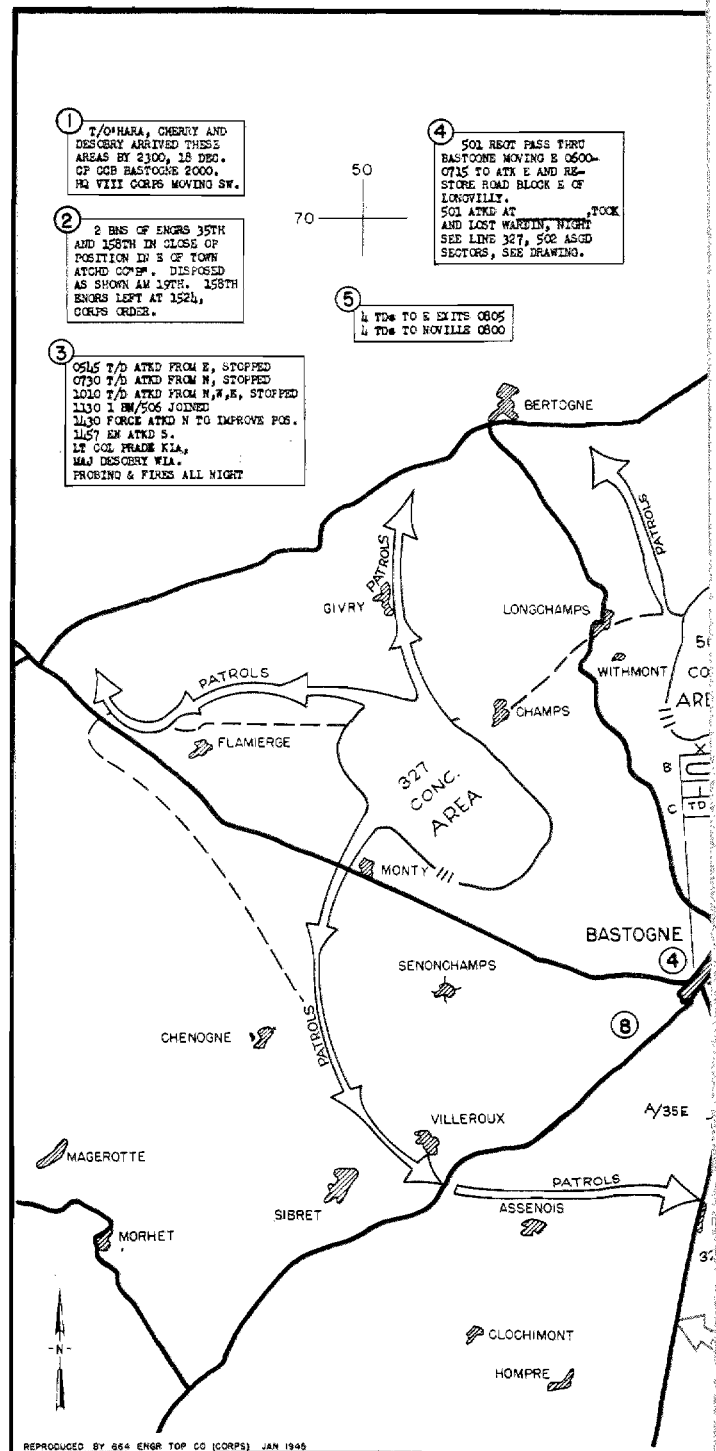 1
T/O'HARA, CHERRY AND
DESOBRY ARRIVED THESE
AREAS BY 2300, 18 DEC.
CP CCB BASTOGNE 2000.
HQ VIII CORPS MOVING SW.
2
2 BNS OF ENGRS 35TH
AND 158TH IN CLOSE OP
POSITION IN E OF TOWN
ATCHD CC"B". DISPOSED
AS SHOWN AM 19TH. 158TH
ENGRS LEFT AT 1524,
CORPS ORDER.
3
0545 T/D ATKD FROM E, STOPPED
0730 T/D ATKD FROM N, STOPPED
1010 T/D ATKD FROM N,W,E, STOPPED
1130 1 BN/506 JOINED
1430 FORCE ATKD N TO IMPROVE POS.
1457 EN ATKD S.
LT COL PRADE KIA,
MAJ DESOBRY WIA.
PROBING & FIRES ALL NIGHT
50
70
4
501 REGT PASS THRU
BASTOGNE MOVING E 0600-
0715 TO ATK E AND RE-
STORE ROAD BLOCK E OF
LONGVILLY.
501 ATKD AT ________,TOOK
AND LOST WARDIN, NIGHT
SEE LINE 327, 502 ASGD
SECTORS, SEE DRAWING.
5
4 TDs TO E EXITS 0805
4 TDs TO NOVILLE 0800
BERTOGNE
PATROLS
PATROLS
GIVRY
LONGCHAMPS
WITHMONT
PATROLS
CHAMPS
FLAMIERGE
CO
ARE
B
C
TD
327
CONC.
AREA
MONTY
BASTOGNE
4
SENONCHAMPS
8
CHENOGNE
PATROLS
A/35E
VILLEROUX
MAGEROTTE
PATROLS
SIBRET
ASSENOIS
MORHET
N
CLOCHIMONT
HOMPRE
REPRODUCED BY 664 ENGR TOP CO (CORPS) JAN 1945